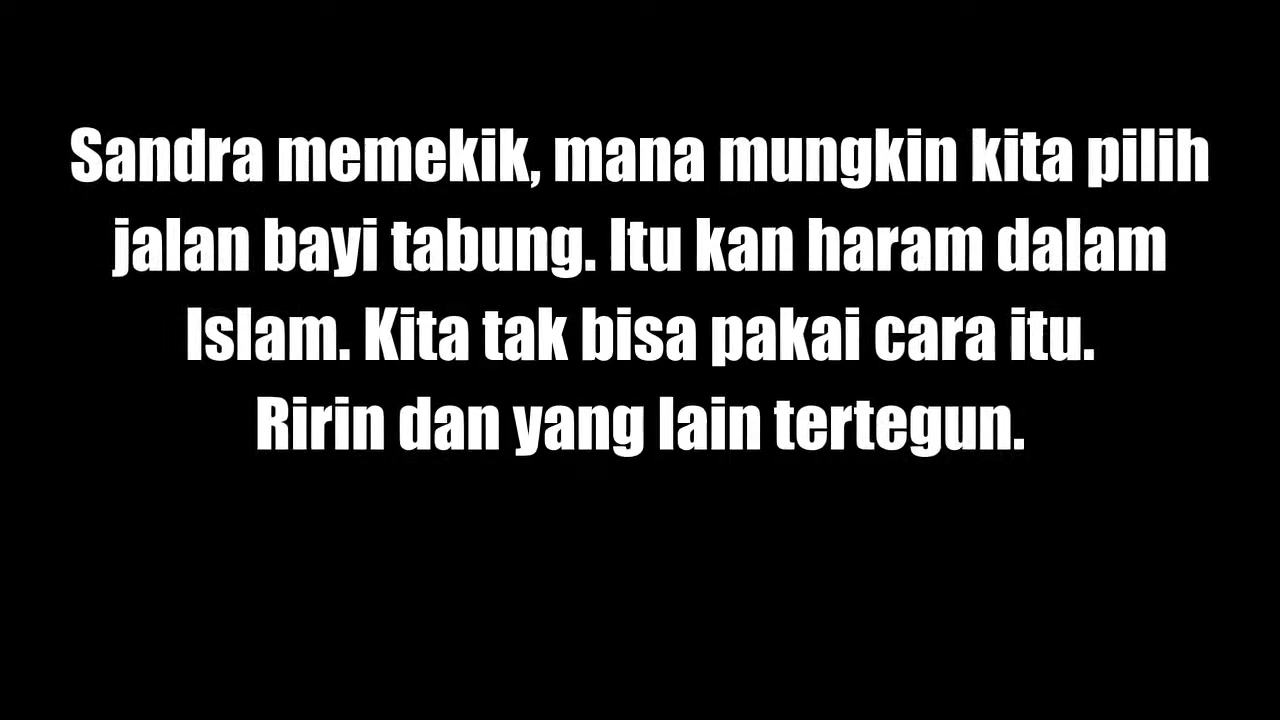 Sandra memekik, mana mungkin kita pilih
jalan bayi tabung. Itu kan haram dalam
Islam. Kita tak bisa pakai cara itu.
Ririn dan yang lain tertegun.